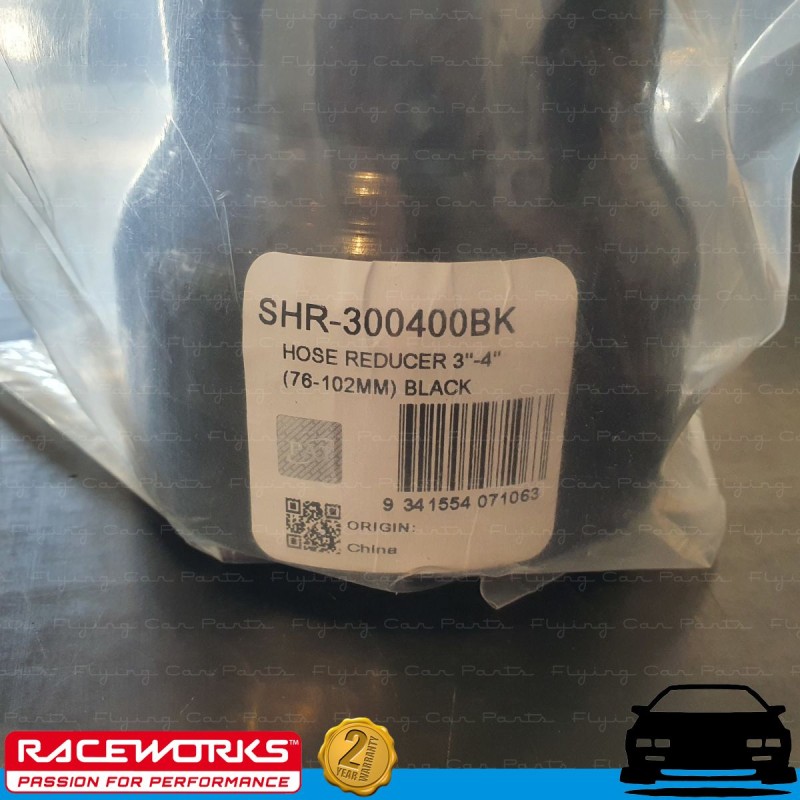 SHR-300400BK
HOSE REDUCER 3"-4"
(76-102MM) BLACK
9 341554 071063
ORIGIN:
China
Flying Car Parts
RACEWORKS™
PASSION FOR PERFORMANCE
2
YEAR WARRANTY